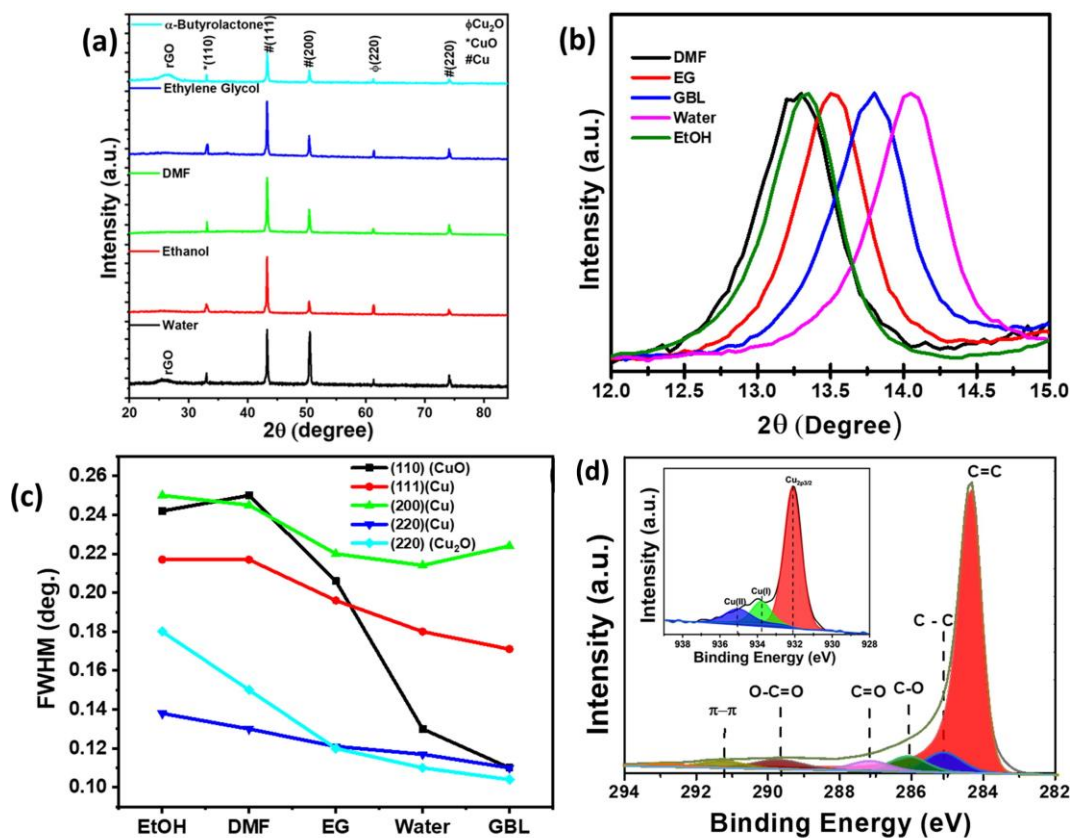 (a)
α-Butyrolactone
ϕCu₂O
*CuO
#Cu
rGO
*(110)
#(111)
#(200)
ϕ(220)
#(220)
Ethylene Glycol
DMF
Ethanol
Water
rGO
Intensity (a.u.)
20 30 40 50 60 70 80
2θ (degree)
(b)
DMF
EG
GBL
Water
EtOH
Intensity (a.u.)
12.0 12.5 13.0 13.5 14.0 14.5 15.0
2θ (Degree)
(c)
(110) (CuO)
(111)(Cu)
(200)(Cu)
(220)(Cu)
(220) (Cu₂O)
FWHM (deg.)
0.26
0.24
0.22
0.20
0.18
0.16
0.14
0.12
0.10
EtOH DMF EG Water GBL
(d)
C=C
C - C
C-O
C=O
O-C=O
π–π
Intensity (a.u.)
294 292 290 288 286 284 282
Binding Energy (eV)
Cu2p3/2
Cu(I)
Cu(II)
Intensity (a.u.)
938 936 934 932 930 928
Binding Energy (eV)